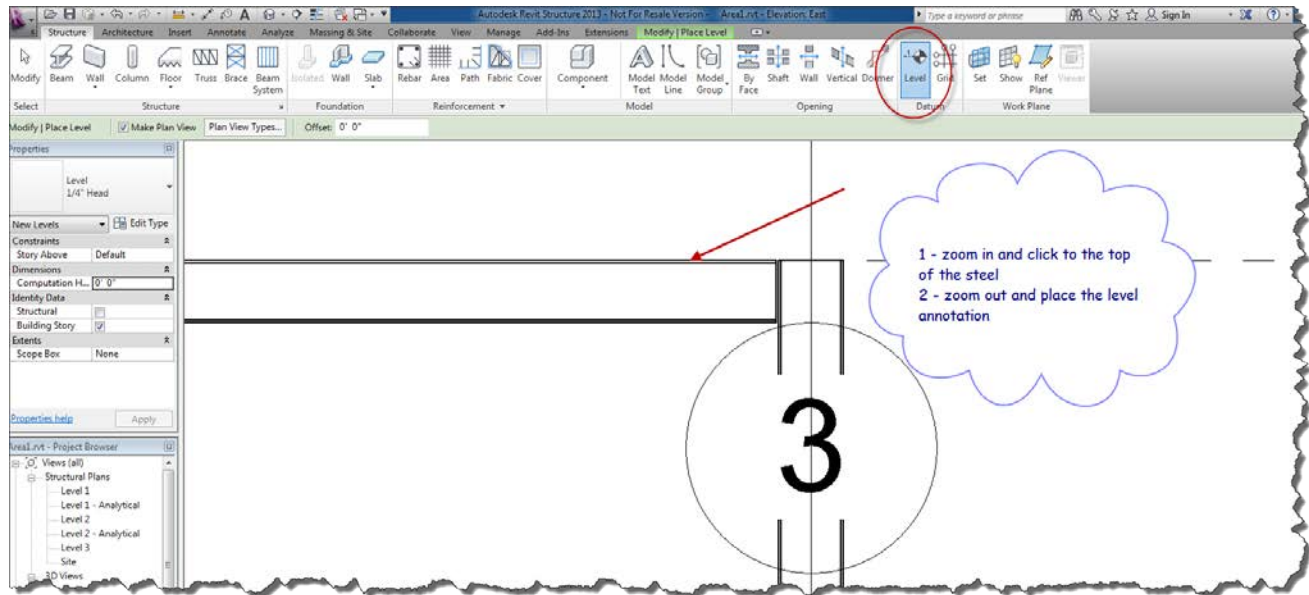 Autodesk Revit Structure 2013 - Not For Resale Version - Area1.rvt - Elevation: East
Type a keyword or phrase
Sign In
Structure Architecture Insert Annotate Analyze Massing & Site Collaborate View Manage Add-Ins Extensions Modify | Place Level
Modify Beam Wall Column Floor Truss Brace Beam System Isolated Wall Slab Rebar Area Path Fabric Cover Component Model Text Model Line Model Group By Face Shaft Wall Vertical Dormer Level Grid Set Show Ref Plane Viewer
Select Structure Foundation Reinforcement Model Opening Datum Work Plane
Modify | Place Level Make Plan View Plan View Types... Offset: 0' 0"
Properties
Level
1/4" Head
New Levels Edit Type
Constraints
Story Above Default
Dimensions
Computation H... 0' 0"
Identity Data
Structural
Building Story
Extents
Scope Box None
Properties help Apply
Area1.rvt - Project Browser
Views (all)
Structural Plans
Level 1
Level 1 - Analytical
Level 2
Level 2 - Analytical
Level 3
Site
3D Views
1 - zoom in and click to the top
of the steel
2 - zoom out and place the level
annotation
3